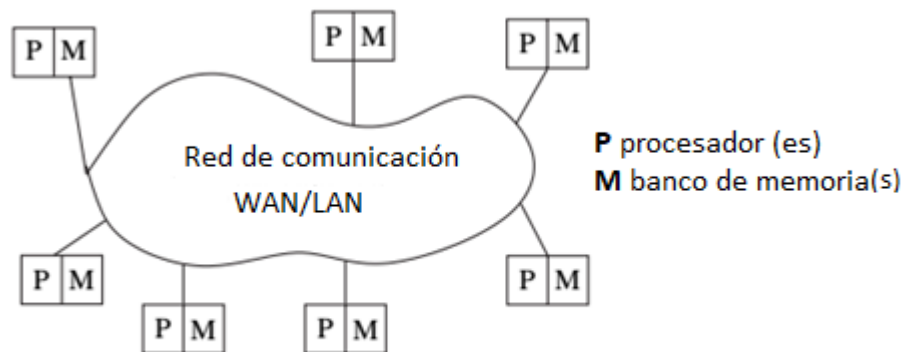 P M
P M
P M
Red de comunicación
WAN/LAN
P procesador (es)
M banco de memoria(s)
P M
P M
P M
P M